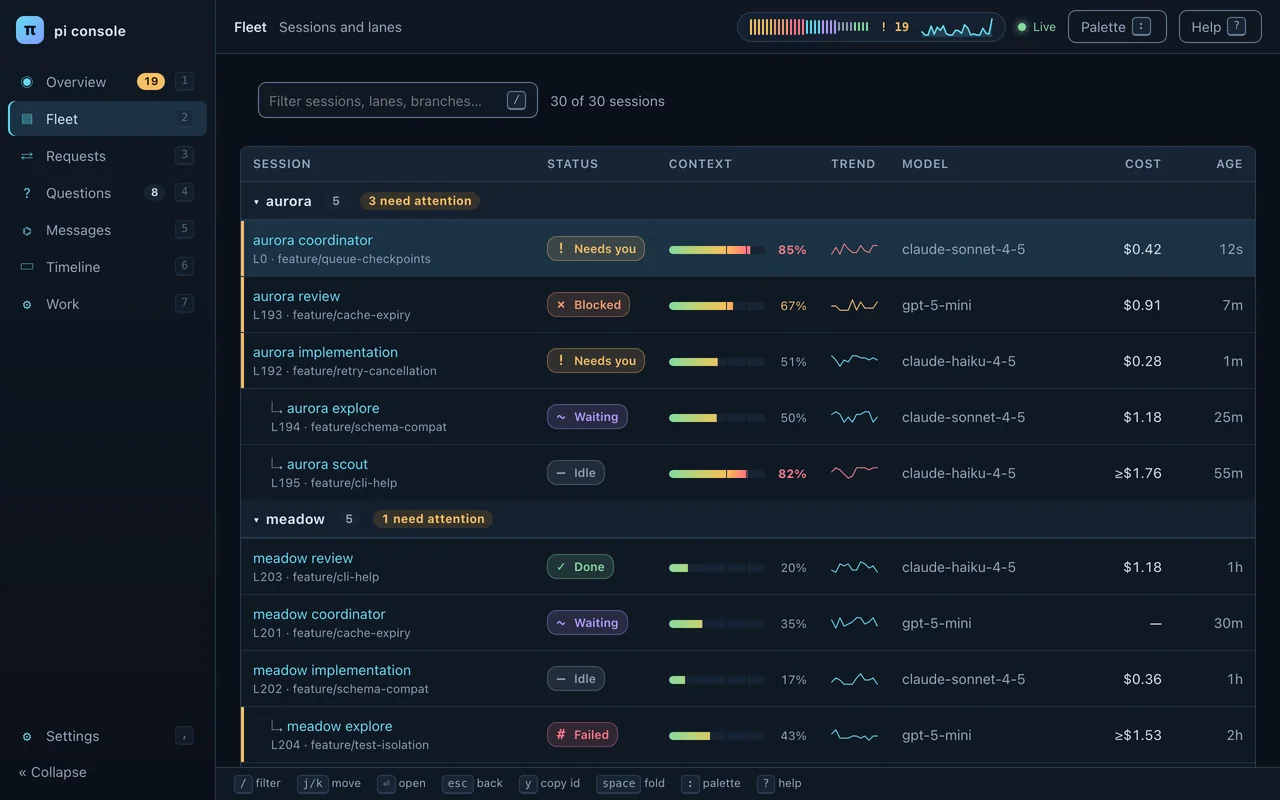 π pi console
Fleet Sessions and lanes
! 19
Live
Palette :
Help ?
Overview 19 1
Fleet 2
Requests 3
? Questions 8 4
Messages 5
Timeline 6
Work 7
Settings ,
« Collapse
Filter sessions, lanes, branches... /
30 of 30 sessions
SESSION STATUS CONTEXT TREND MODEL COST AGE
▾ aurora 5 3 need attention
aurora coordinator
L0 · feature/queue-checkpoints
! Needs you 85% claude-sonnet-4-5 $0.42 12s
aurora review
L193 · feature/cache-expiry
× Blocked 67% gpt-5-mini $0.91 7m
aurora implementation
L192 · feature/retry-cancellation
! Needs you 51% claude-haiku-4-5 $0.28 1m
aurora explore
L194 · feature/schema-compat
~ Waiting 50% claude-sonnet-4-5 $1.18 25m
aurora scout
L195 · feature/cli-help
— Idle 82% claude-haiku-4-5 ≥$1.76 55m
▾ meadow 5 1 need attention
meadow review
L203 · feature/cli-help
✓ Done 20% claude-haiku-4-5 $1.18 1h
meadow coordinator
L201 · feature/cache-expiry
~ Waiting 35% gpt-5-mini — 30m
meadow implementation
L202 · feature/schema-compat
— Idle 17% claude-sonnet-4-5 $0.36 1h
meadow explore
L204 · feature/test-isolation
# Failed 43% gpt-5-mini ≥$1.53 2h
/ filter j/k move ⏎ open esc back y copy id space fold : palette ? help